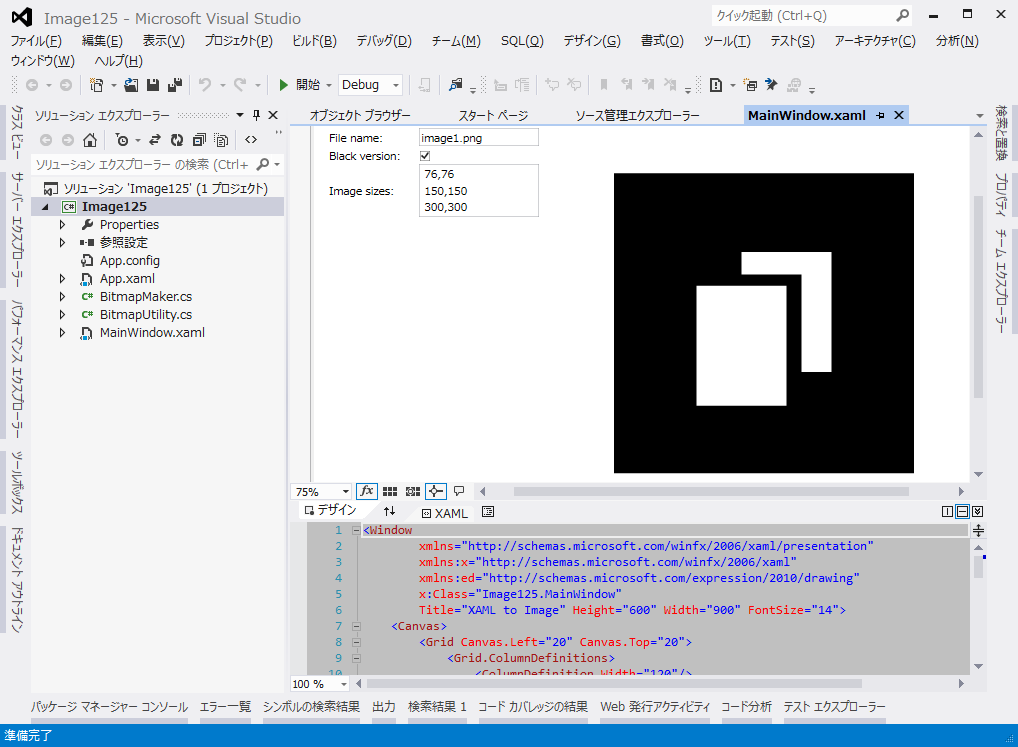 Image125 - Microsoft Visual Studio
クイック起動 (Ctrl+Q)
ファイル(F) 編集(E) 表示(V) プロジェクト(P) ビルド(B) デバッグ(D) チーム(M) SQL(Q) デザイン(G) 書式(O) ツール(T) テスト(S) アーキテクチャ(C) 分析(N)
ウィンドウ(W) ヘルプ(H)
開始 Debug
クラス ビュー
サーバー エクスプローラー
パフォーマンス エクスプローラー
ツールボックス
ドキュメント アウトライン
ソリューション エクスプローラー
ソリューション エクスプローラー の検索 (Ctrl+
ソリューション 'Image125' (1 プロジェクト)
C# Image125
Properties
参照設定
App.config
App.xaml
C# BitmapMaker.cs
C# BitmapUtility.cs
MainWindow.xaml
オブジェクト ブラウザー スタート ページ ソース管理エクスプローラー MainWindow.xaml
File name: image1.png
Black version:
Image sizes:
76,76
150,150
300,300
75% fx
デザイン XAML
1 <Window
2 xmlns="http://schemas.microsoft.com/winfx/2006/xaml/presentation"
3 xmlns:x="http://schemas.microsoft.com/winfx/2006/xaml"
4 xmlns:ed="http://schemas.microsoft.com/expression/2010/drawing"
5 x:Class="Image125.MainWindow"
6 Title="XAML to Image" Height="600" Width="900" FontSize="14">
7 <Canvas>
8 <Grid Canvas.Left="20" Canvas.Top="20">
9 <Grid.ColumnDefinitions>
10 <ColumnDefinition Width="120"/>
100 %
検索と置換
プロパティ
チーム エクスプローラー
パッケージ マネージャー コンソール エラー一覧 シンボルの検索結果 出力 検索結果 1 コード カバレッジの結果 Web 発行アクティビティ コード分析 テスト エクスプローラー
準備完了